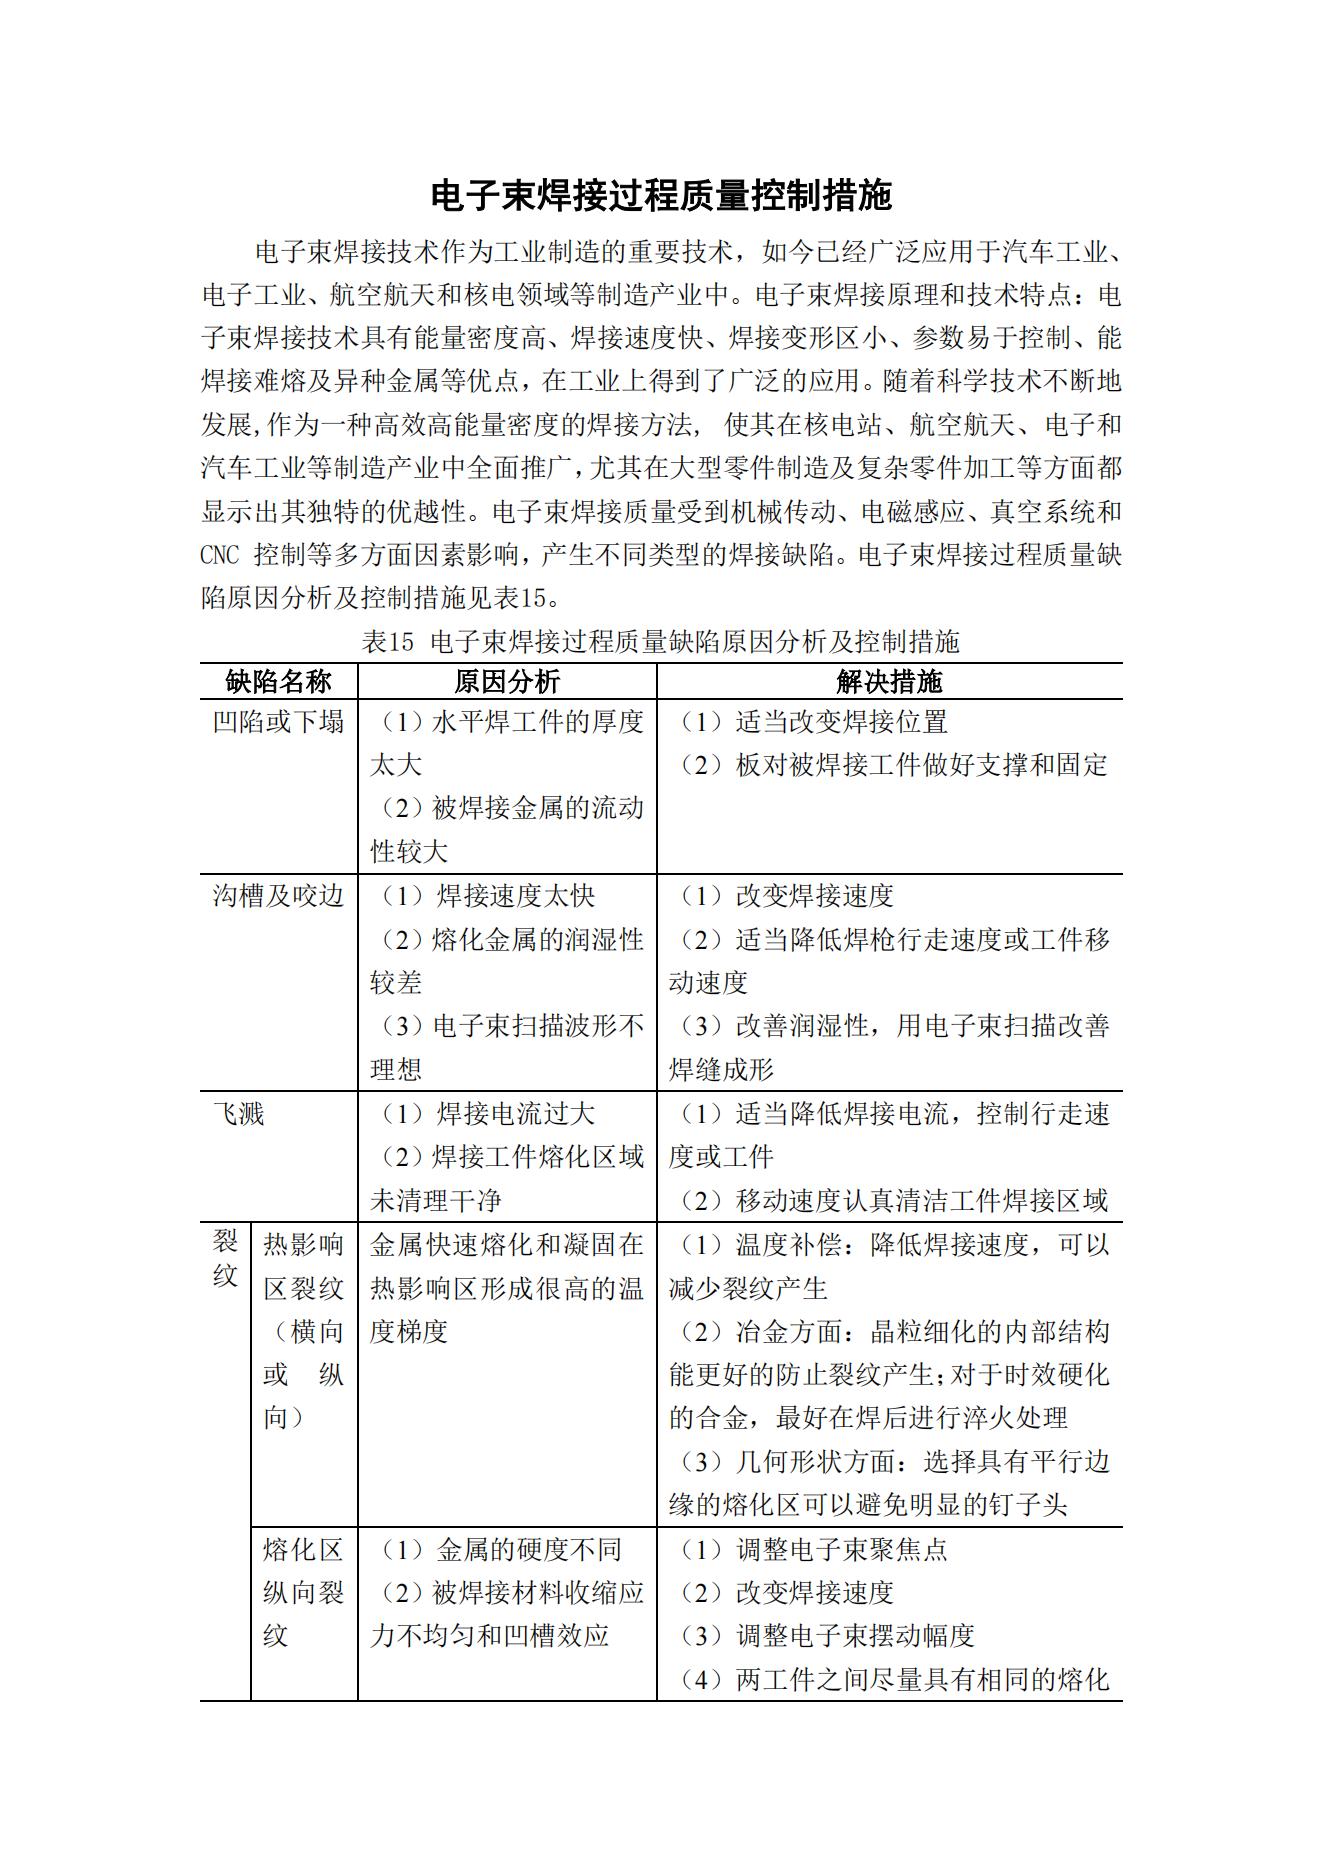 电子束焊接过程质量控制措施
电子束焊接技术作为工业制造的重要技术，如今已经广泛应用于汽车工业、
电子工业、航空航天和核电领域等制造产业中。电子束焊接原理和技术特点：电
子束焊接技术具有能量密度高、焊接速度快、焊接变形区小、参数易于控制、能
焊接难熔及异种金属等优点，在工业上得到了广泛的应用。随着科学技术不断地
发展,作为一种高效高能量密度的焊接方法, 使其在核电站、航空航天、电子和
汽车工业等制造产业中全面推广，尤其在大型零件制造及复杂零件加工等方面都
显示出其独特的优越性。电子束焊接质量受到机械传动、电磁感应、真空系统和
CNC 控制等多方面因素影响，产生不同类型的焊接缺陷。电子束焊接过程质量缺
陷原因分析及控制措施见表15。
表15 电子束焊接过程质量缺陷原因分析及控制措施
缺陷名称 原因分析 解决措施
凹陷或下塌
（1）水平焊工件的厚度
太大
（2）被焊接金属的流动
性较大
（1）适当改变焊接位置
（2）板对被焊接工件做好支撑和固定
沟槽及咬边
（1）焊接速度太快
（2）熔化金属的润湿性
较差
（3）电子束扫描波形不
理想
（1）改变焊接速度
（2）适当降低焊枪行走速度或工件移
动速度
（3）改善润湿性，用电子束扫描改善
焊缝成形
飞溅
（1）焊接电流过大
（2）焊接工件熔化区域
未清理干净
（1）适当降低焊接电流，控制行走速
度或工件
（2）移动速度认真清洁工件焊接区域
裂
纹
热影响
区裂纹
（横向
或 纵
向）
金属快速熔化和凝固在
热影响区形成很高的温
度梯度
（1）温度补偿：降低焊接速度，可以
减少裂纹产生
（2）冶金方面：晶粒细化的内部结构
能更好的防止裂纹产生;对于时效硬化
的合金，最好在焊后进行淬火处理
（3）几何形状方面：选择具有平行边
缘的熔化区可以避免明显的钉子头
熔化区
纵向裂
纹
（1）金属的硬度不同
（2）被焊接材料收缩应
力不均匀和凹槽效应
（1）调整电子束聚焦点
（2）改变焊接速度
（3）调整电子束摆动幅度
（4）两工件之间尽量具有相同的熔化